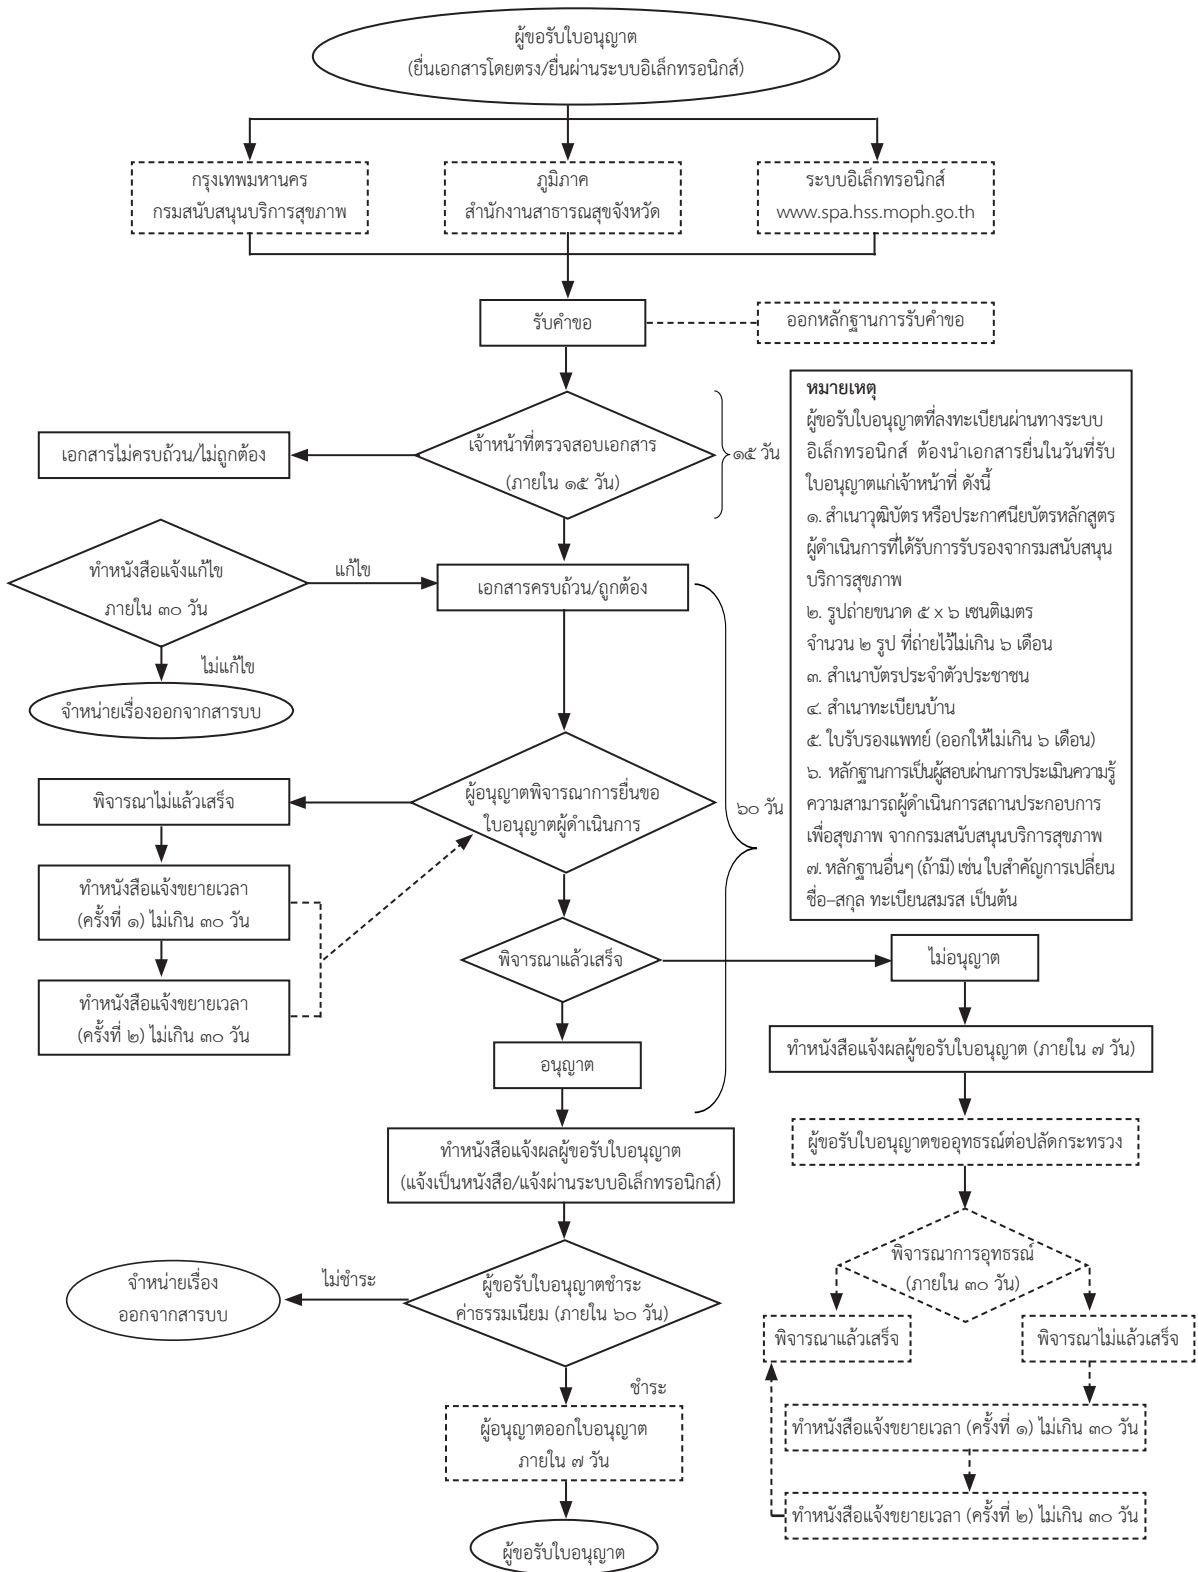 ผู้ขอรับใบอนุญาต
(ยื่นเอกสารโดยตรง/ยื่นผ่านระบบอิเล็กทรอนิกส์)
กรุงเทพมหานคร
กรมสนับสนุนบริการสุขภาพ
ภูมิภาค
สำนักงานสาธารณสุขจังหวัด
ระบบอิเล็กทรอนิกส์
www.spa.hss.moph.go.th
รับคำขอ
ออกหลักฐานการรับคำขอ
เจ้าหน้าที่ตรวจสอบเอกสาร
(ภายใน ๑๕ วัน)
๑๕ วัน
เอกสารไม่ครบถ้วน/ไม่ถูกต้อง
ทำหนังสือแจ้งแก้ไข
ภายใน ๓๐ วัน
แก้ไข
เอกสารครบถ้วน/ถูกต้อง
ไม่แก้ไข
จำหน่ายเรื่องออกจากสารบบ
หมายเหตุ
ผู้ขอรับใบอนุญาตที่ลงทะเบียนผ่านทางระบบ
อิเล็กทรอนิกส์ ต้องนำเอกสารยื่นในวันที่รับ
ใบอนุญาตแก่เจ้าหน้าที่ ดังนี้
๑. สำเนาวุฒิบัตร หรือประกาศนียบัตรหลักสูตร
ผู้ดำเนินการที่ได้รับการรับรองจากกรมสนับสนุน
บริการสุขภาพ
๒. รูปถ่ายขนาด ๕ x ๖ เซนติเมตร
จำนวน ๒ รูป ที่ถ่ายไว้ไม่เกิน ๖ เดือน
๓. สำเนาบัตรประจำตัวประชาชน
๔. สำเนาทะเบียนบ้าน
๕. ใบรับรองแพทย์ (ออกให้ไม่เกิน ๖ เดือน)
๖. หลักฐานการเป็นผู้สอบผ่านการประเมินความรู้
ความสามารถผู้ดำเนินการสถานประกอบการ
เพื่อสุขภาพ จากกรมสนับสนุนบริการสุขภาพ
๗. หลักฐานอื่นๆ (ถ้ามี) เช่น ใบสำคัญการเปลี่ยน
ชื่อ–สกุล ทะเบียนสมรส เป็นต้น
ผู้อนุญาตพิจารณาการยื่นขอ
ใบอนุญาตผู้ดำเนินการ
๖๐ วัน
พิจารณาไม่แล้วเสร็จ
ทำหนังสือแจ้งขยายเวลา
(ครั้งที่ ๑) ไม่เกิน ๓๐ วัน
ทำหนังสือแจ้งขยายเวลา
(ครั้งที่ ๒) ไม่เกิน ๓๐ วัน
พิจารณาแล้วเสร็จ
ไม่อนุญาต
อนุญาต
ทำหนังสือแจ้งผลผู้ขอรับใบอนุญาต (ภายใน ๗ วัน)
ผู้ขอรับใบอนุญาตขออุทธรณ์ต่อปลัดกระทรวง
ทำหนังสือแจ้งผลผู้ขอรับใบอนุญาต
(แจ้งเป็นหนังสือ/แจ้งผ่านระบบอิเล็กทรอนิกส์)
พิจารณาการอุทธรณ์
(ภายใน ๓๐ วัน)
ผู้ขอรับใบอนุญาตชำระ
ค่าธรรมเนียม (ภายใน ๖๐ วัน)
ไม่ชำระ
จำหน่ายเรื่อง
ออกจากสารบบ
พิจารณาแล้วเสร็จ
พิจารณาไม่แล้วเสร็จ
ชำระ
ผู้อนุญาตออกใบอนุญาต
ภายใน ๗ วัน
ทำหนังสือแจ้งขยายเวลา (ครั้งที่ ๑) ไม่เกิน ๓๐ วัน
ทำหนังสือแจ้งขยายเวลา (ครั้งที่ ๒) ไม่เกิน ๓๐ วัน
ผู้ขอรับใบอนุญาต